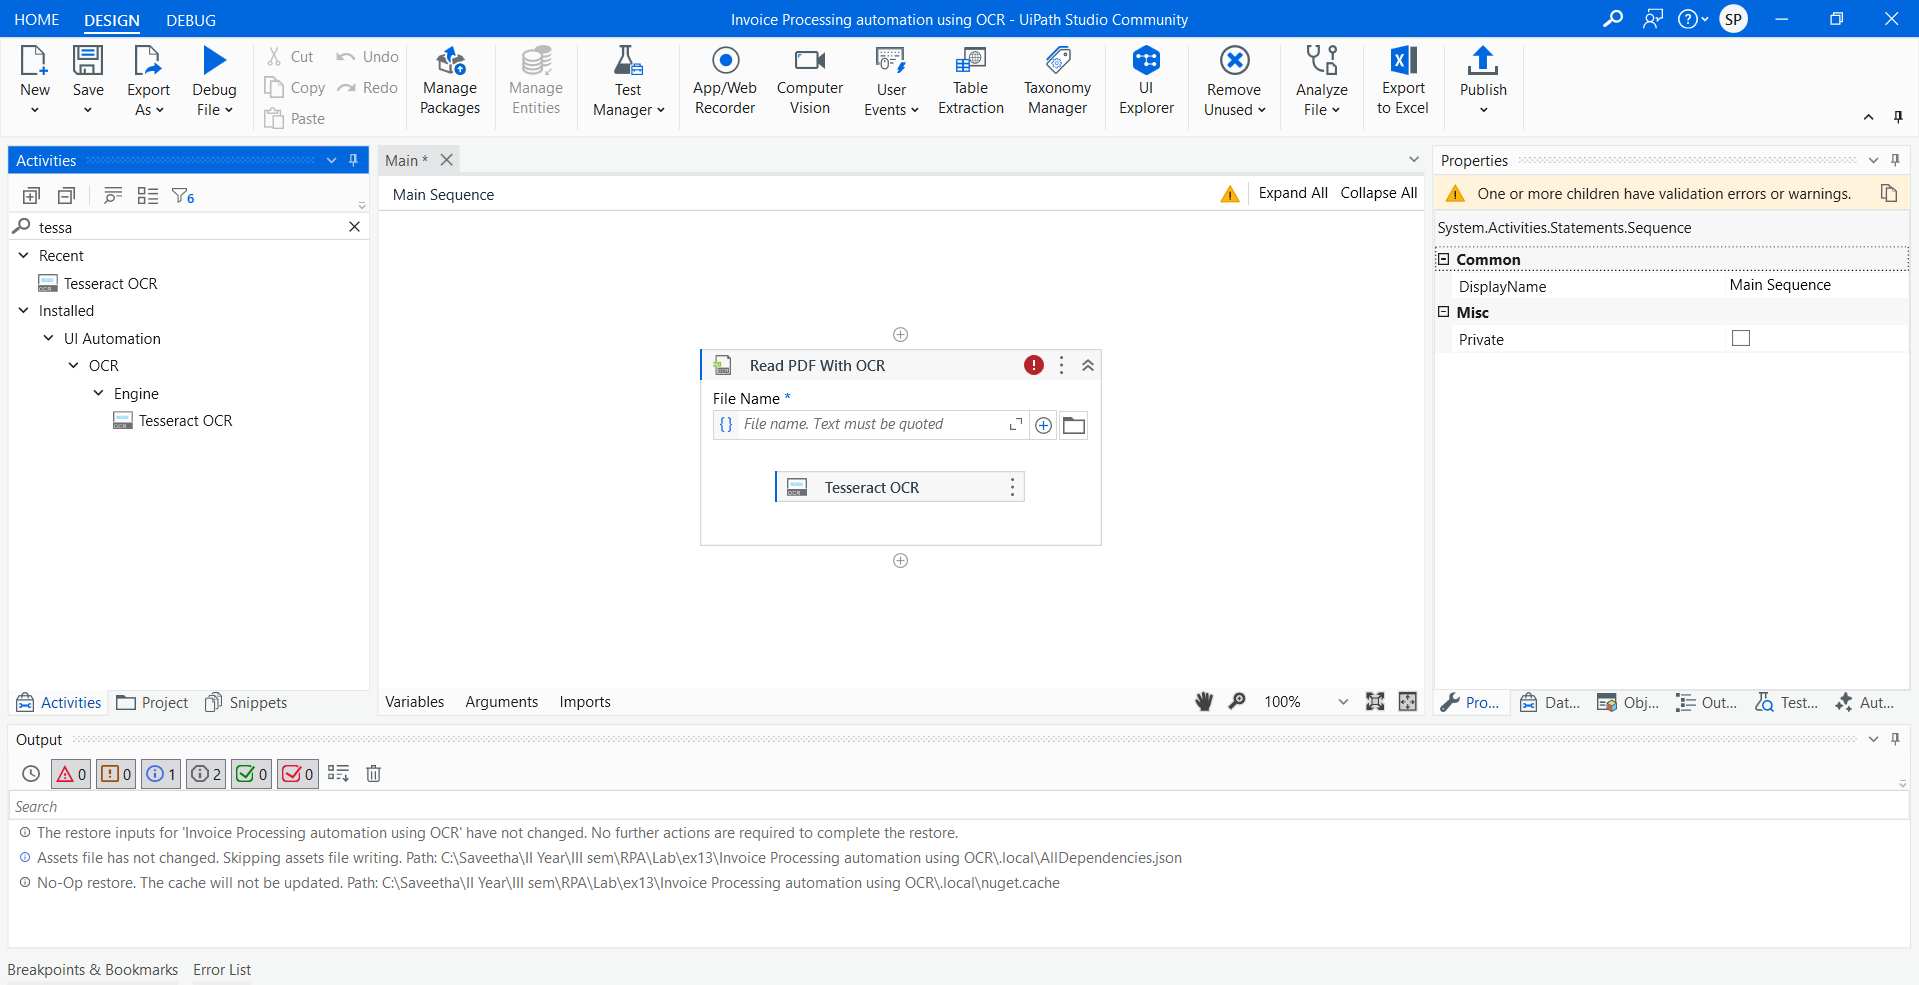 HOME DESIGN DEBUG
Invoice Processing automation using OCR - UiPath Studio Community
SP
New
Save
Export As
Debug File
Cut
Copy
Paste
Undo
Redo
Manage Packages
Manage Entities
Test Manager
App/Web Recorder
Computer Vision
User Events
Table Extraction
Taxonomy Manager
UI Explorer
Remove Unused
Analyze File
Export to Excel
Publish
Activities
6
tessa
Recent
Tesseract OCR
Installed
UI Automation
OCR
Engine
Tesseract OCR
Activities Project Snippets
Main *
Main Sequence
Expand All Collapse All
Read PDF With OCR
File Name *
{} File name. Text must be quoted
Tesseract OCR
Variables Arguments Imports
100%
Properties
One or more children have validation errors or warnings.
System.Activities.Statements.Sequence
Common
DisplayName Main Sequence
Misc
Private
Pro... Dat... Obj... Out... Test... Aut...
Output
0 0 1 2 0 0
Search
The restore inputs for 'Invoice Processing automation using OCR' have not changed. No further actions are required to complete the restore.
Assets file has not changed. Skipping assets file writing. Path: C:\Saveetha\II Year\III sem\RPA\Lab\ex13\Invoice Processing automation using OCR\.local\AllDependencies.json
No-Op restore. The cache will not be updated. Path: C:\Saveetha\II Year\III sem\RPA\Lab\ex13\Invoice Processing automation using OCR\.local\nuget.cache
Breakpoints & Bookmarks Error List